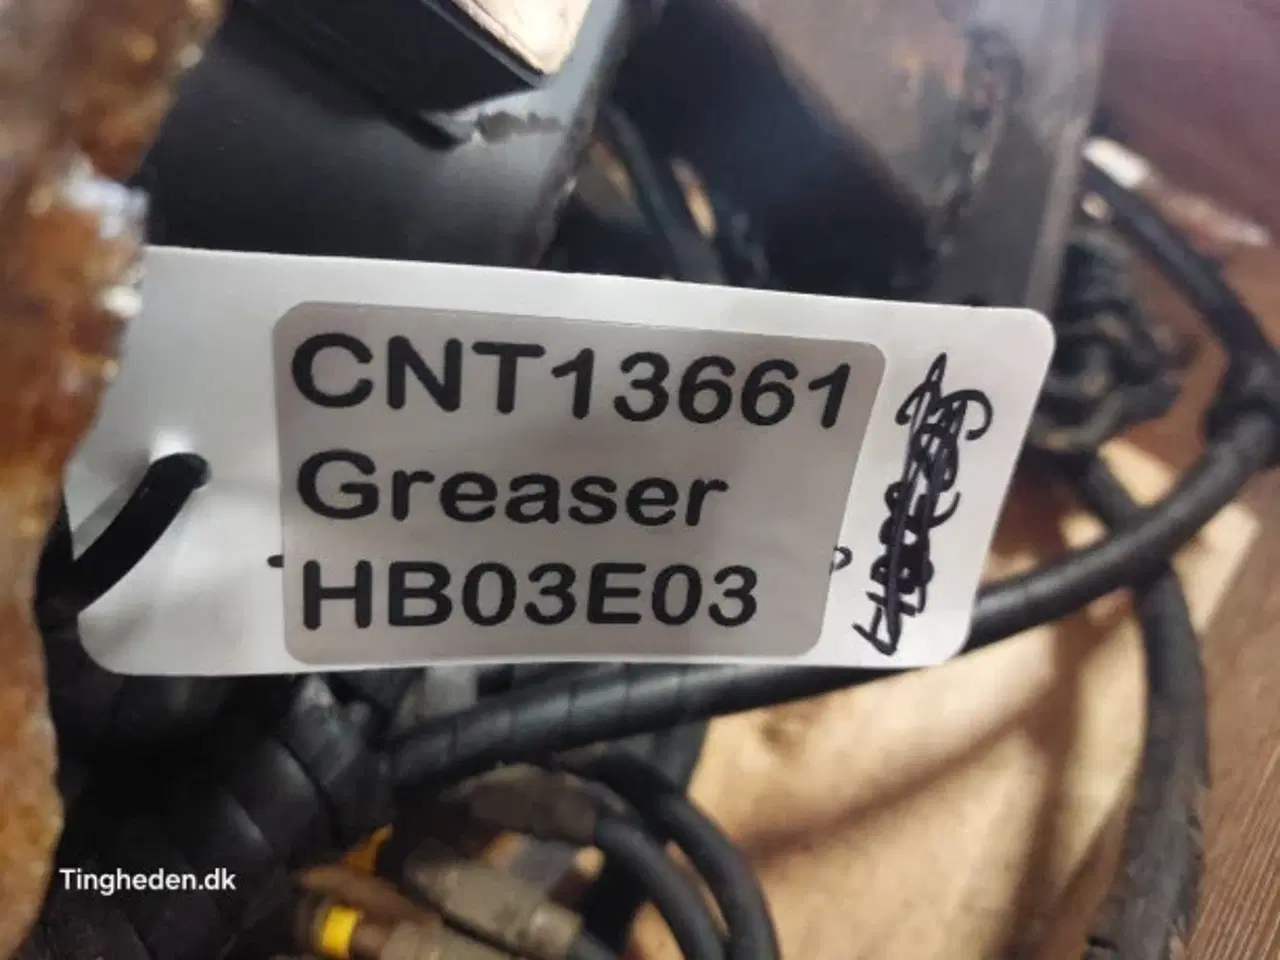 CNT13661
Greaser
HB03E03
Tingheden.dk